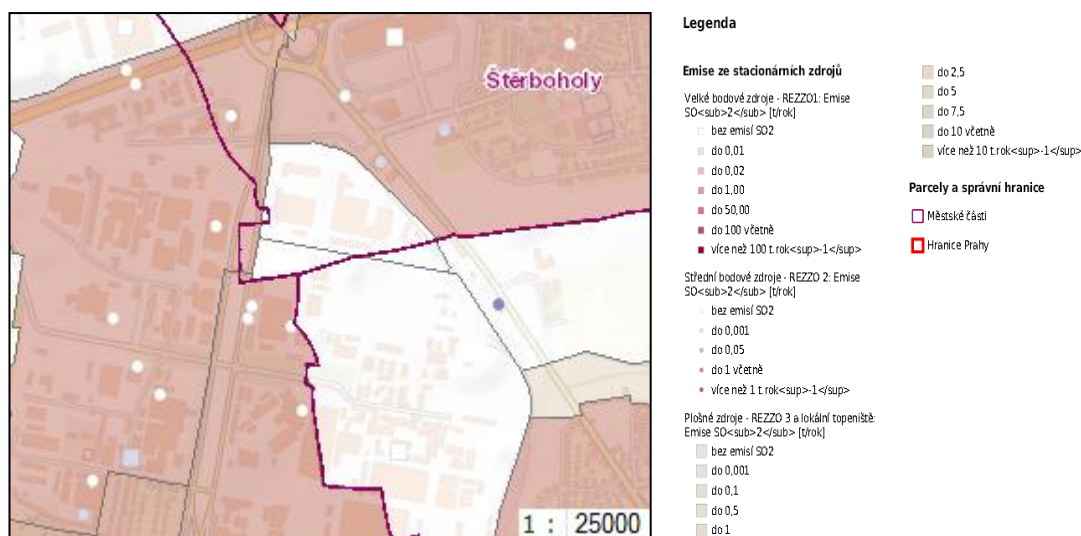 Štěrboholy
1 : 25000
Legenda
Emise ze stacionárních zdrojů
Velké bodové zdroje - REZZO1: Emise
SO<sub>2</sub> [t/rok]
bez emisí SO2
do 0,01
do 0,02
do 1,00
do 50,00
do 100 včetně
více než 100 t.rok<sup>-1</sup>
Střední bodové zdroje - REZZO 2: Emise
SO<sub>2</sub> [t/rok]
bez emisí SO2
do 0,001
do 0,05
do 1 včetně
více než 1 t.rok<sup>-1</sup>
Plošné zdroje - REZZO 3 a lokální topeniště:
Emise SO<sub>2</sub> [t/rok]
bez emisí SO2
do 0,001
do 0,1
do 0,5
do 1
do 2,5
do 5
do 7,5
do 10 včetně
více než 10 t.rok<sup>-1</sup>
Parcely a správní hranice
Městské části
Hranice Prahy